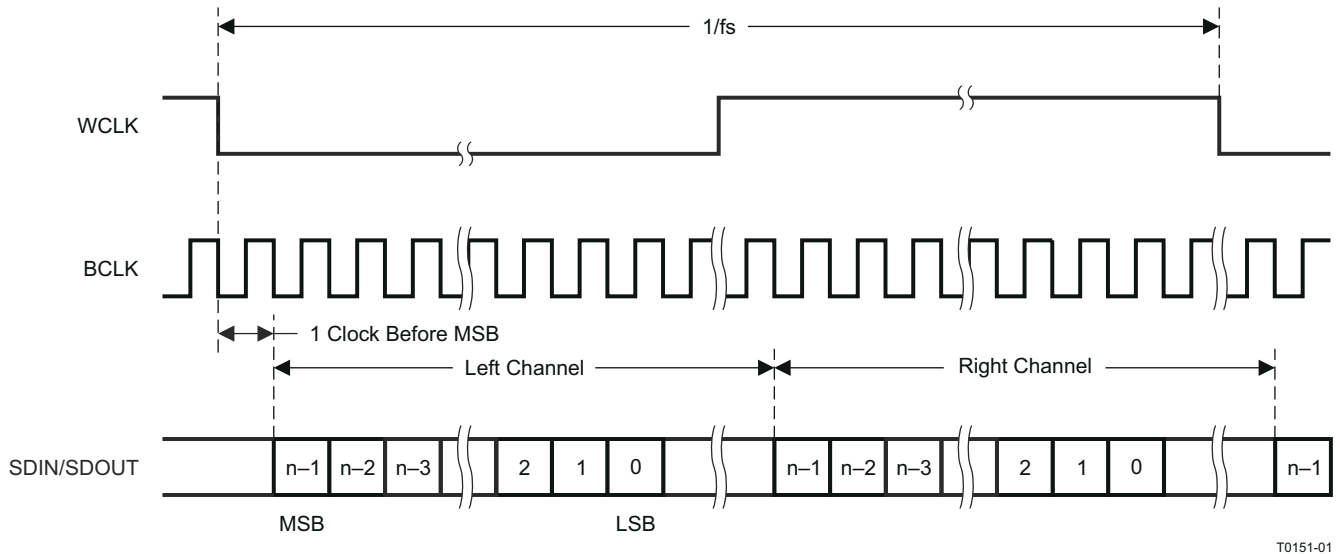 1/fs
WCLK
BCLK
1 Clock Before MSB
Left Channel
Right Channel
SDIN/SDOUT
n–1 n–2 n–3 2 1 0 n–1 n–2 n–3 2 1 0 n–1
MSB LSB
T0151-01